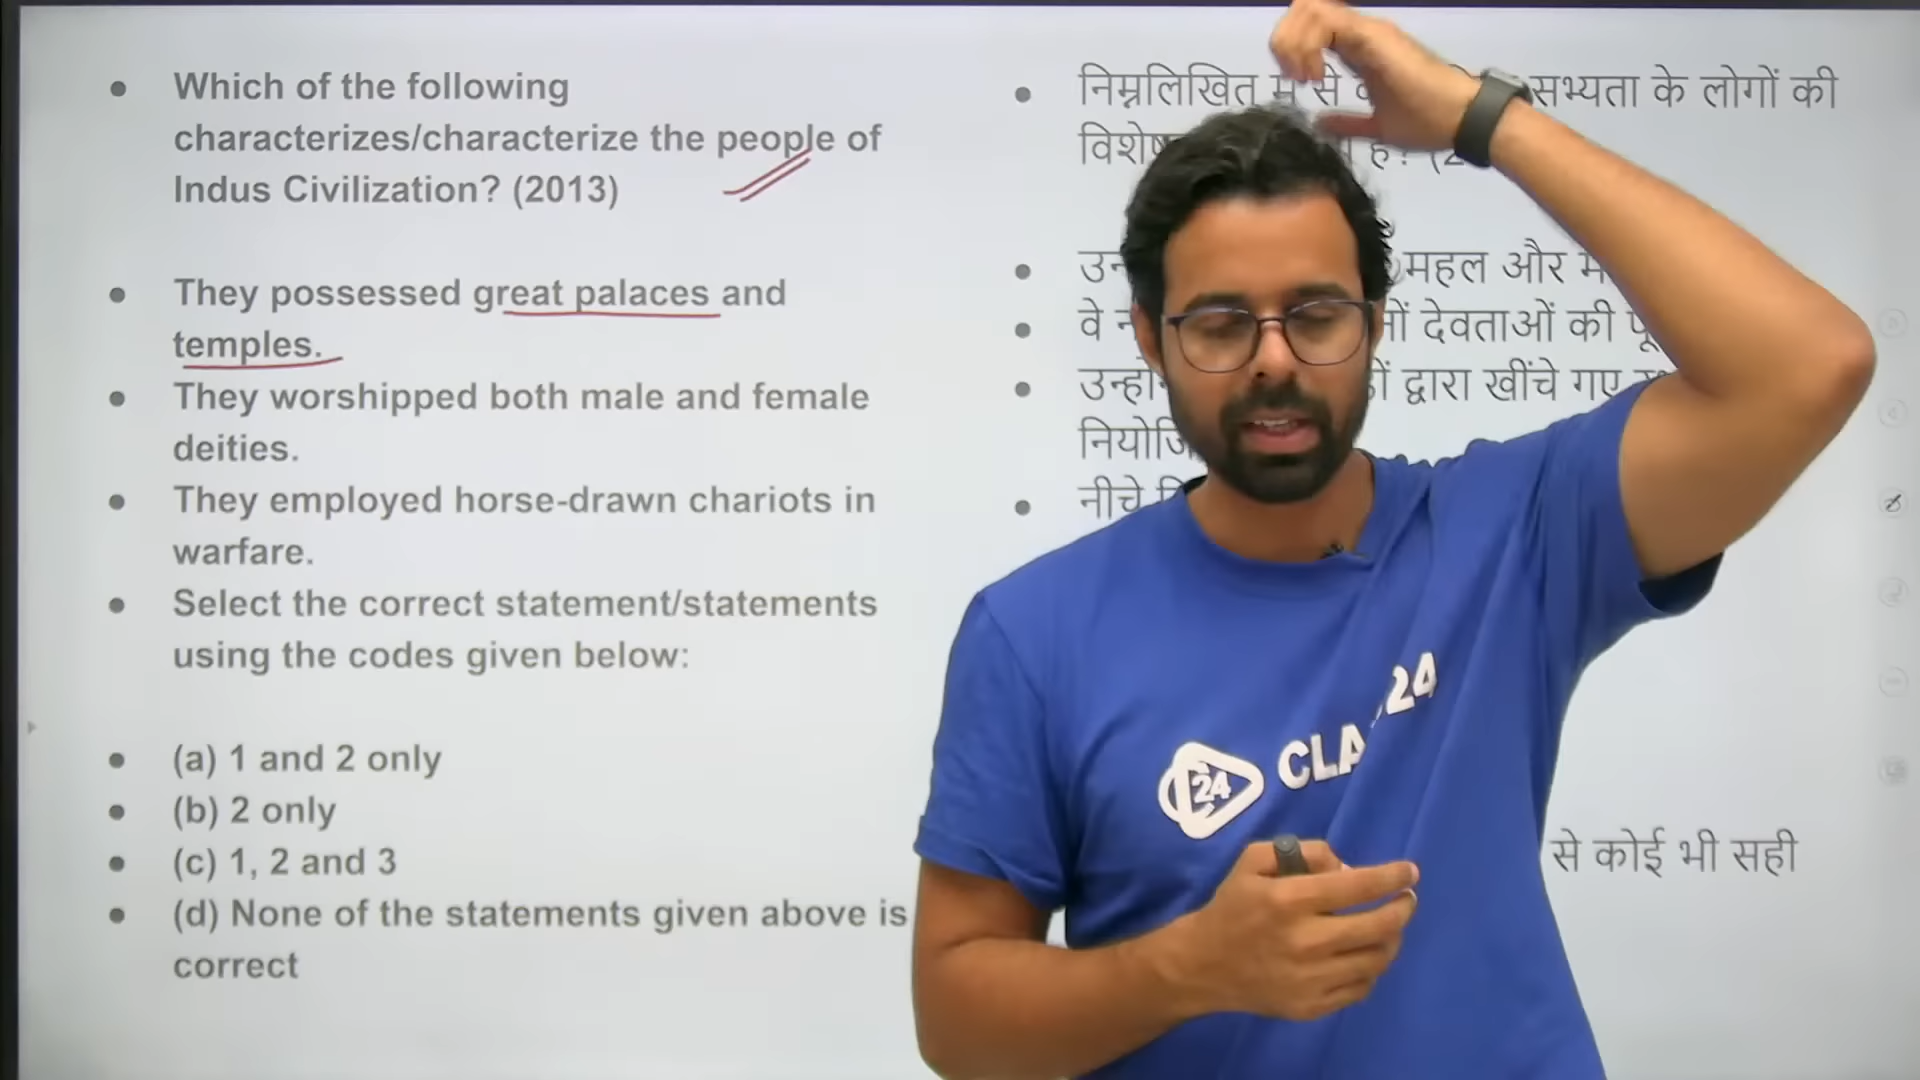 Which of the following
characterizes/characterize the people of
Indus Civilization? (2013)
They possessed great palaces and
temples.
They worshipped both male and female
deities.
They employed horse-drawn chariots in
warfare.
Select the correct statement/statements
using the codes given below:
(a) 1 and 2 only
(b) 2 only
(c) 1, 2 and 3
(d) None of the statements given above is
correct
निम्नलिखित में से सभ्यता के लोगों की
महल और
वे देवताओं की
द्वारा खींचे गए
नीचे
से कोई भी सही
24
24